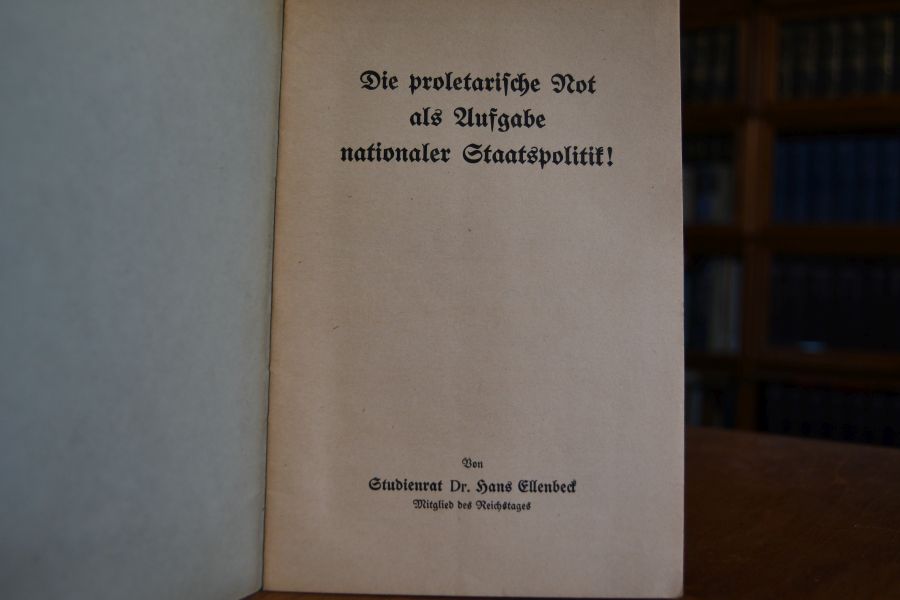 Die proletarische Not
als Aufgabe
nationaler Staatspolitik!
Von
Studienrat Dr. Hans Ellenbeck
Mitglied des Reichstages